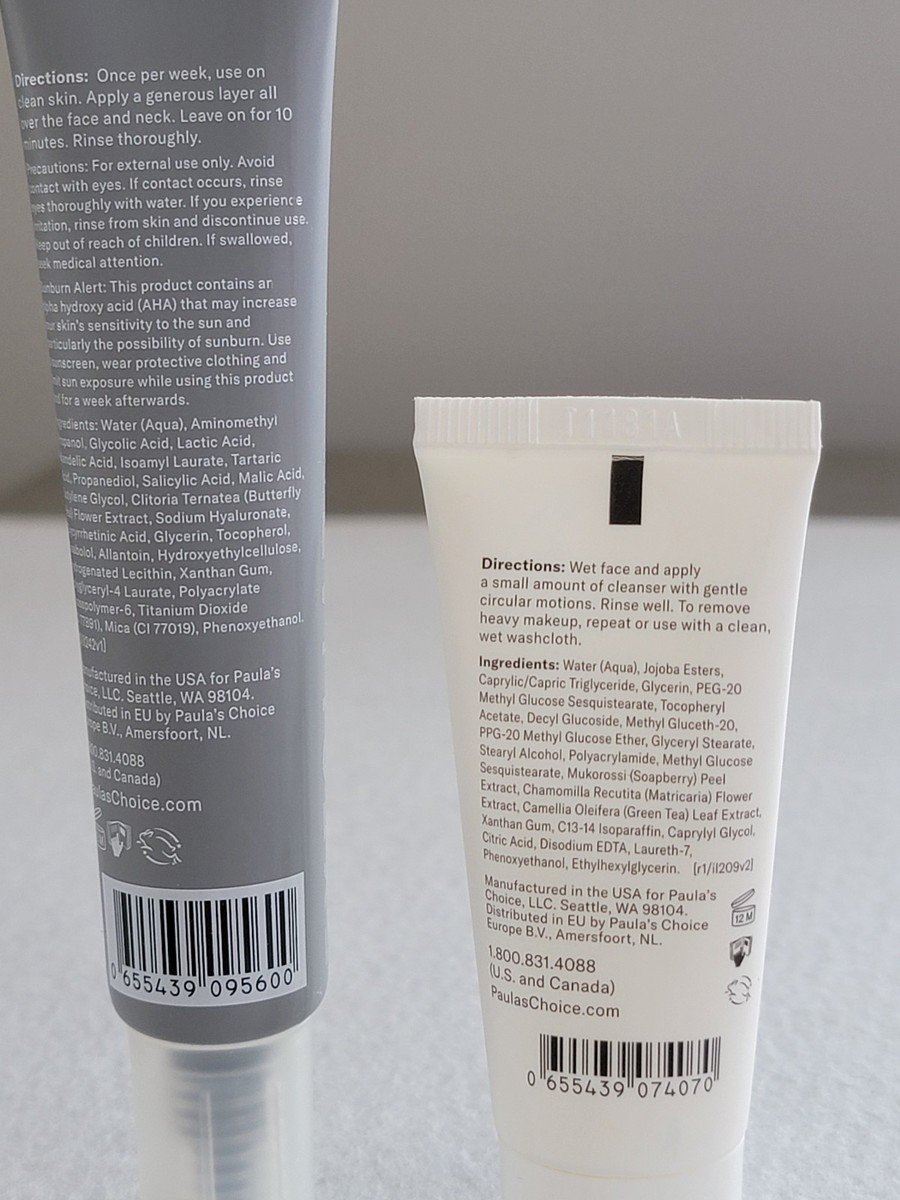 Directions: Once per week, use on
clean skin. Apply a generous layer all
over the face and neck. Leave on for 10
minutes. Rinse thoroughly.
Precautions: For external use only. Avoid
contact with eyes. If contact occurs, rinse
eyes thoroughly with water. If you experience
irritation, rinse from skin and discontinue use.
Keep out of reach of children. If swallowed,
seek medical attention.
Sunburn Alert: This product contains an
alpha hydroxy acid (AHA) that may increase
your skin's sensitivity to the sun and
particularly the possibility of sunburn. Use
sunscreen, wear protective clothing and
limit sun exposure while using this product
and for a week afterwards.
Ingredients: Water (Aqua), Aminomethyl
Propanol, Glycolic Acid, Lactic Acid,
Mandelic Acid, Isoamyl Laurate, Tartaric
Acid, Propanediol, Salicylic Acid, Malic Acid,
Butylene Glycol, Clitoria Ternatea (Butterfly
Flower Extract, Sodium Hyaluronate,
Glycyrrhetinic Acid, Glycerin, Tocopherol,
Bisabolol, Allantoin, Hydroxyethylcellulose,
Hydrogenated Lecithin, Xanthan Gum,
Polyglyceryl-4 Laurate, Polyacrylate
Crosspolymer-6, Titanium Dioxide
Mica (CI 77019), Phenoxyethanol.
Manufactured in the USA for Paula's
Choice, LLC. Seattle, WA 98104.
Distributed in EU by Paula's Choice
Europe B.V., Amersfoort, NL.
1.800.831.4088
(U.S. and Canada)
PaulasChoice.com
0 655439 095600
T1181A
Directions: Wet face and apply
a small amount of cleanser with gentle
circular motions. Rinse well. To remove
heavy makeup, repeat or use with a clean,
wet washcloth.
Ingredients: Water (Aqua), Jojoba Esters,
Caprylic/Capric Triglyceride, Glycerin, PEG-20
Methyl Glucose Sesquistearate, Tocopheryl
Acetate, Decyl Glucoside, Methyl Gluceth-20,
PPG-20 Methyl Glucose Ether, Glyceryl Stearate,
Stearyl Alcohol, Polyacrylamide, Methyl Glucose
Sesquistearate, Mukorossi (Soapberry) Peel
Extract, Chamomilla Recutita (Matricaria) Flower
Extract, Camellia Oleifera (Green Tea) Leaf Extract,
Xanthan Gum, C13-14 Isoparaffin, Caprylyl Glycol,
Citric Acid, Disodium EDTA, Laureth-7,
Phenoxyethanol, Ethylhexylglycerin. [r1/il209v2]
Manufactured in the USA for Paula's
Choice, LLC. Seattle, WA 98104.
Distributed in EU by Paula's Choice
Europe B.V., Amersfoort, NL.
12 M
1.800.831.4088
(U.S. and Canada)
PaulasChoice.com
0 655439 074070